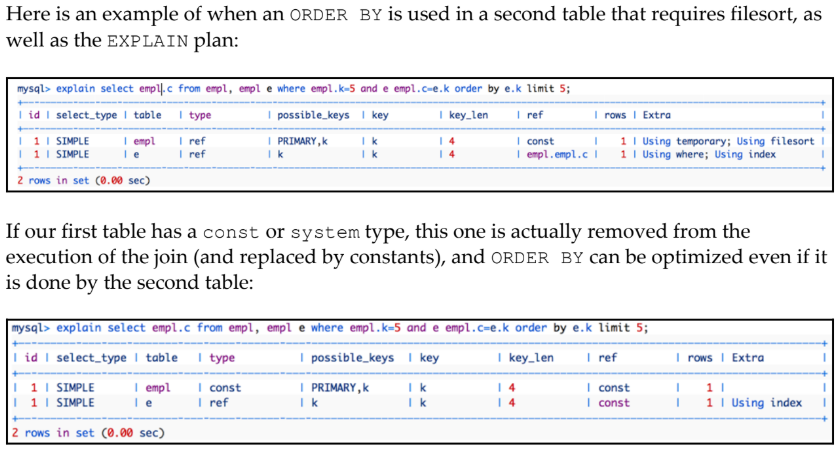 Here is an example of when an ORDER BY is used in a second table that requires filesort, as
well as the EXPLAIN plan:
mysql> explain select empl.c from empl, empl e where empl.k=5 and e empl.c=e.k order by e.k limit 5;
| id | select_type | table | type | possible_keys | key | key_len | ref | rows | Extra |
| 1 | SIMPLE | empl | ref | PRIMARY,k | k | 4 | const | 1 | Using temporary; Using filesort |
| 1 | SIMPLE | e | ref | k | k | 4 | empl.empl.c | 1 | Using where; Using index |
2 rows in set (0.00 sec)
If our first table has a const or system type, this one is actually removed from the
execution of the join (and replaced by constants), and ORDER BY can be optimized even if it
is done by the second table:
mysql> explain select empl.c from empl, empl e where empl.k=5 and e empl.c=e.k order by e.k limit 5;
| id | select_type | table | type | possible_keys | key | key_len | ref | rows | Extra |
| 1 | SIMPLE | empl | const | PRIMARY,k | k | 4 | const | 1 | |
| 1 | SIMPLE | e | ref | k | k | 4 | const | 1 | Using index |
2 rows in set (0.00 sec)